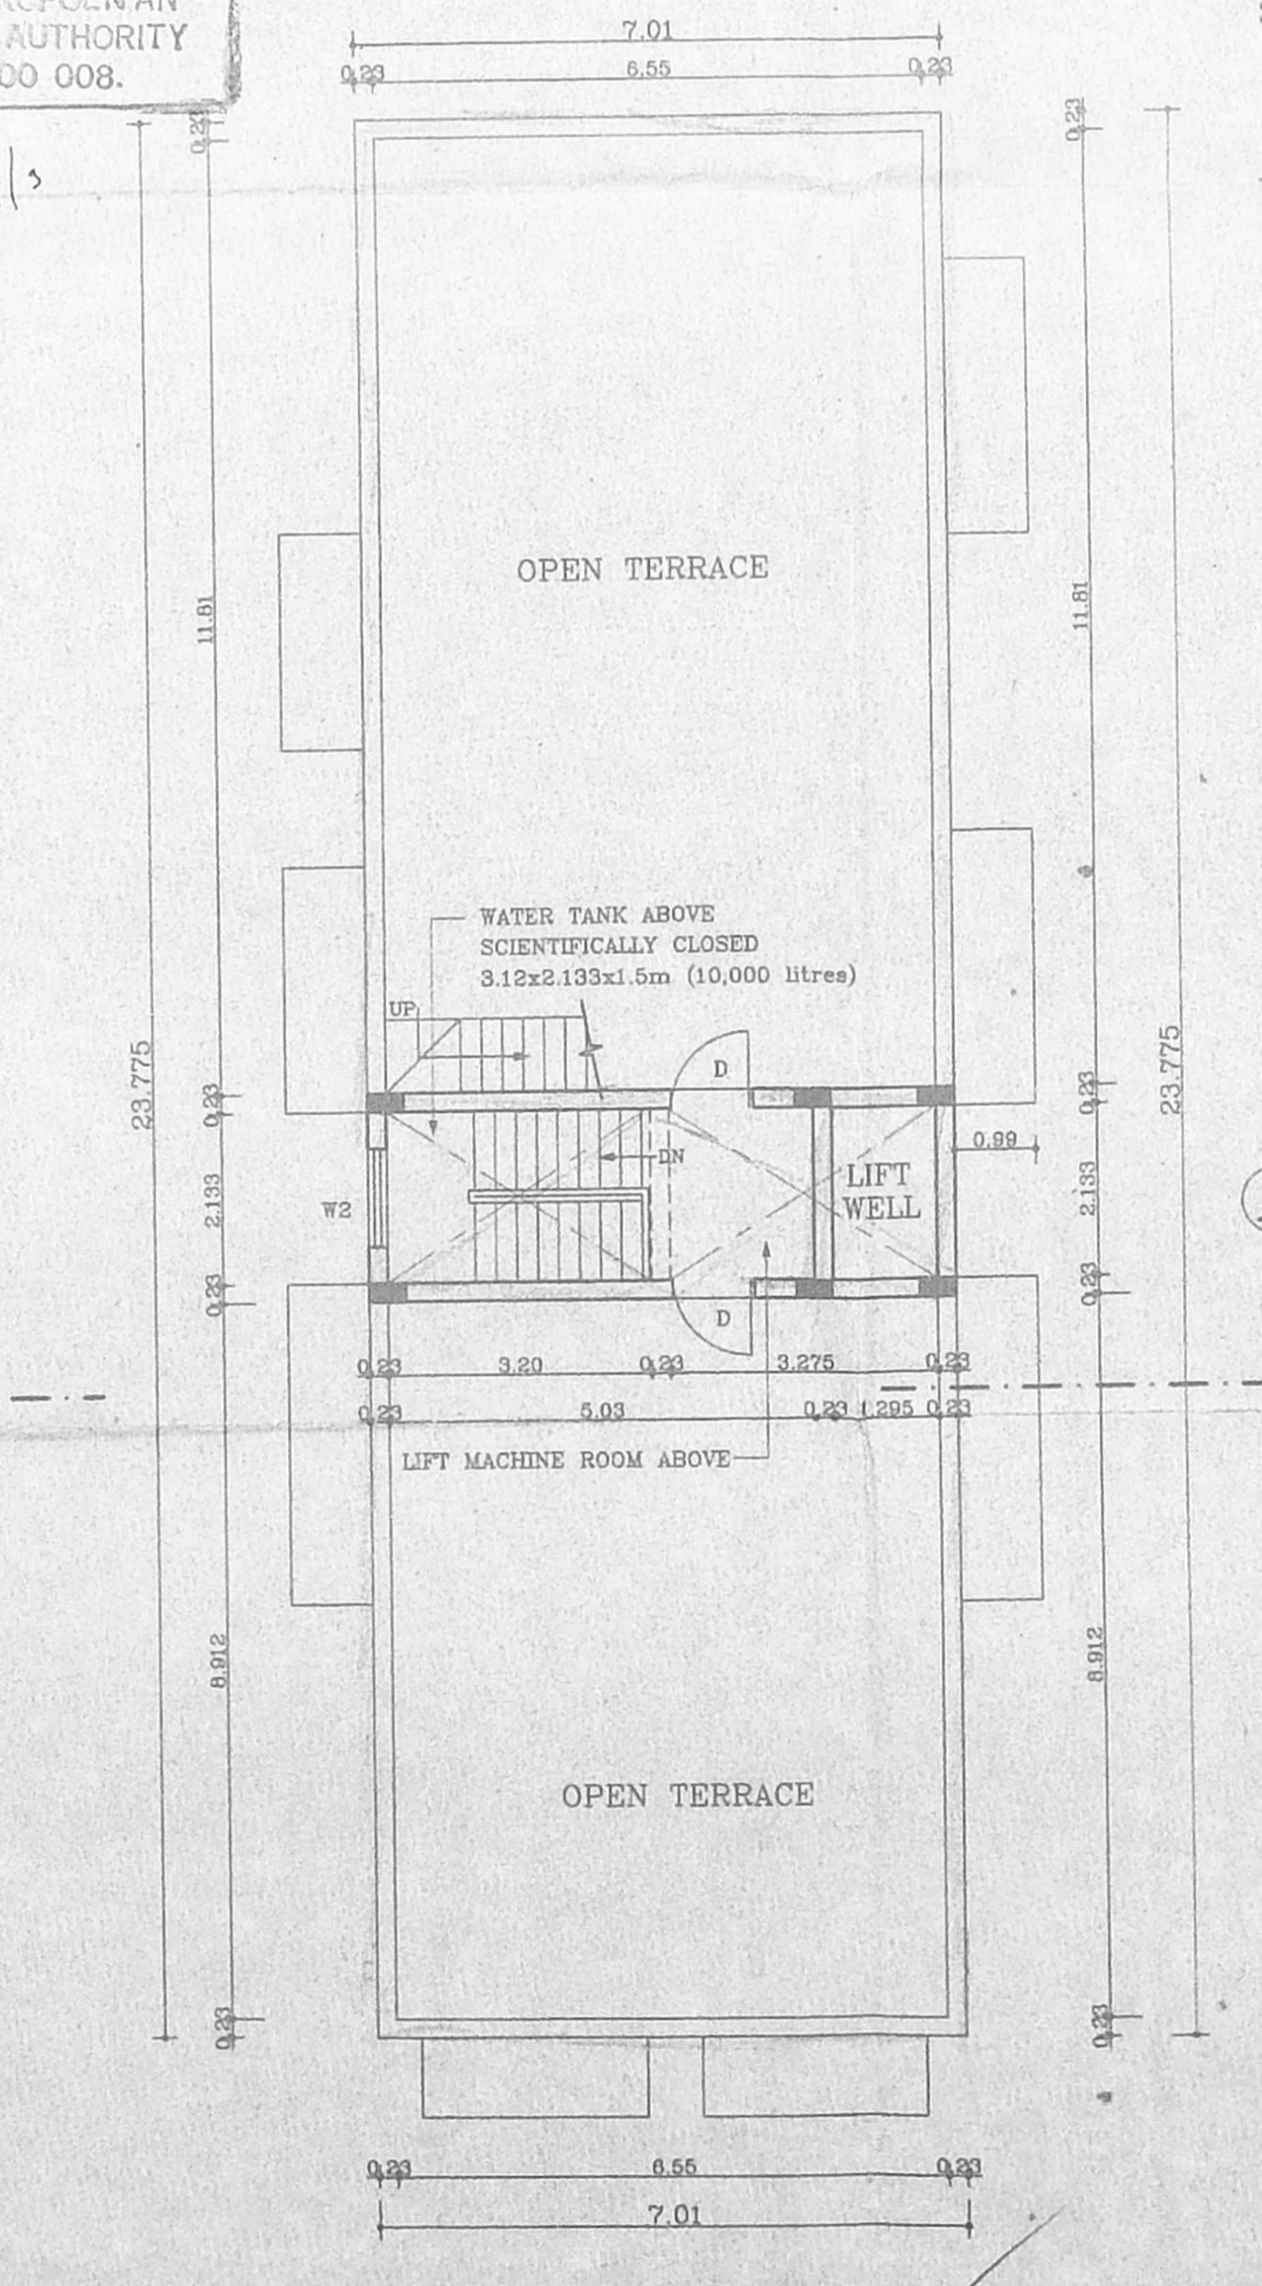 AUTHORITY
00 008.
7.01
0.23 6.55 0.23
0.23
0.23
11.81
11.81
OPEN TERRACE
WATER TANK ABOVE
SCIENTIFICALLY CLOSED
3.12x2.133x1.5m (10,000 litres)
UP
D
23.775
23.775
0.23
0.23
0.99
DN
LIFT
WELL
W2
2.133
2.133
0.23
0.23
D
0.23 3.20 0.23 3.275 0.23
0.23 5.03 0.23 1.295 0.23
LIFT MACHINE ROOM ABOVE
8.912
8.912
OPEN TERRACE
0.23
0.23
0.23 6.55 0.23
7.01